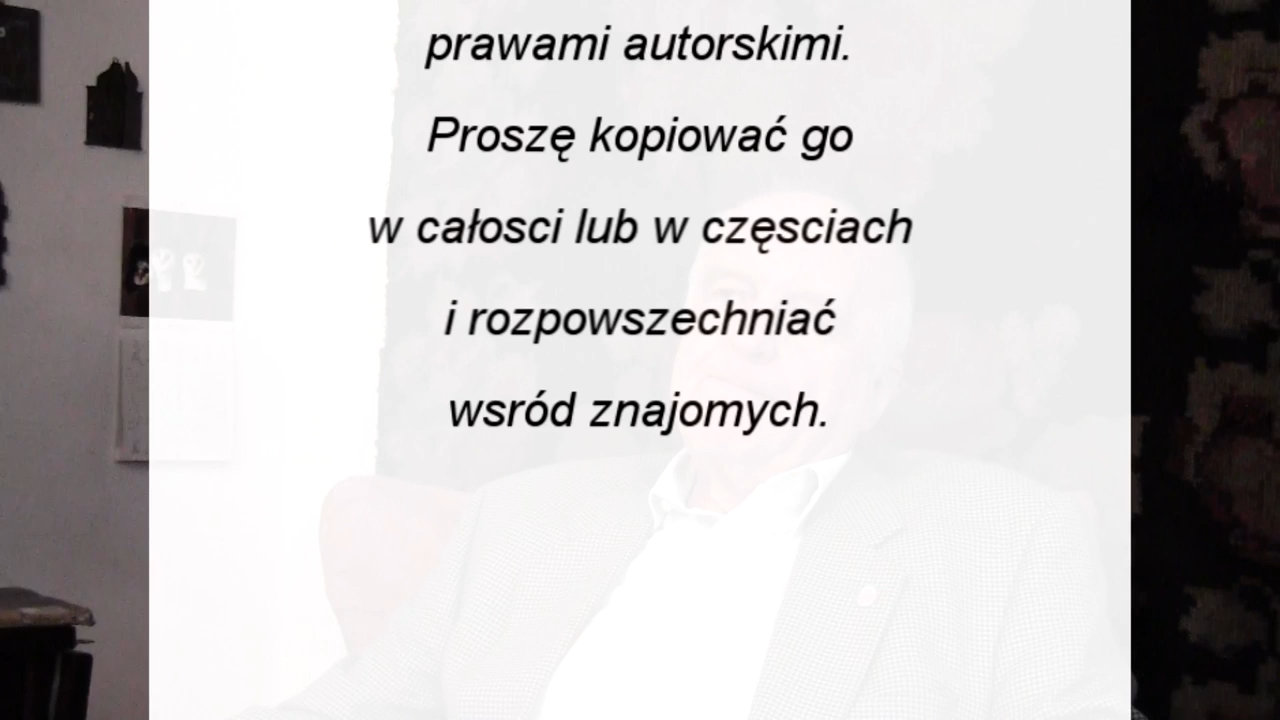 prawami autorskimi.
Proszę kopiować go
w całosci lub w częsciach
i rozpowszechniać
wsród znajomych.